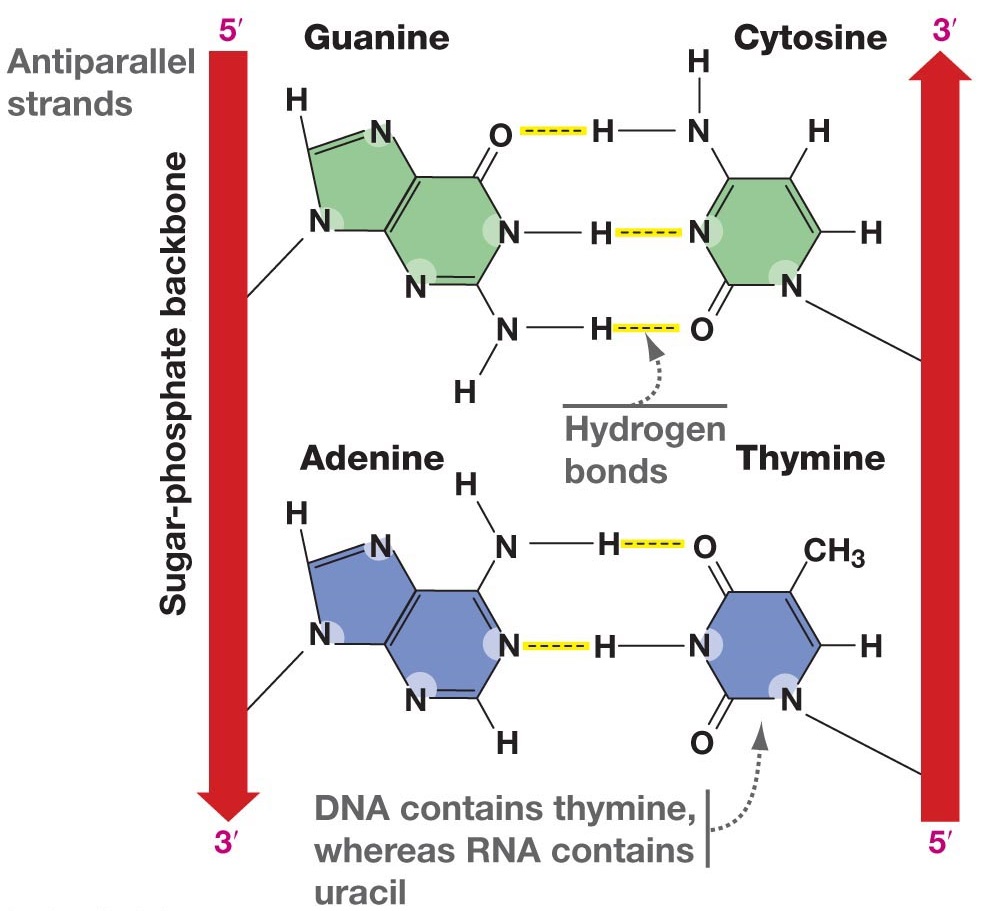 5′
Guanine
Cytosine
3′
Antiparallel
strands
H
H
N
O
H
N
H
N
N
H
N
H
N
N
N
H
O
H
Hydrogen
bonds
Sugar-phosphate backbone
Adenine
Thymine
H
H
N
N
H
O
CH3
N
N
H
N
H
N
N
H
O
DNA contains thymine,
whereas RNA contains
uracil
3′
5′